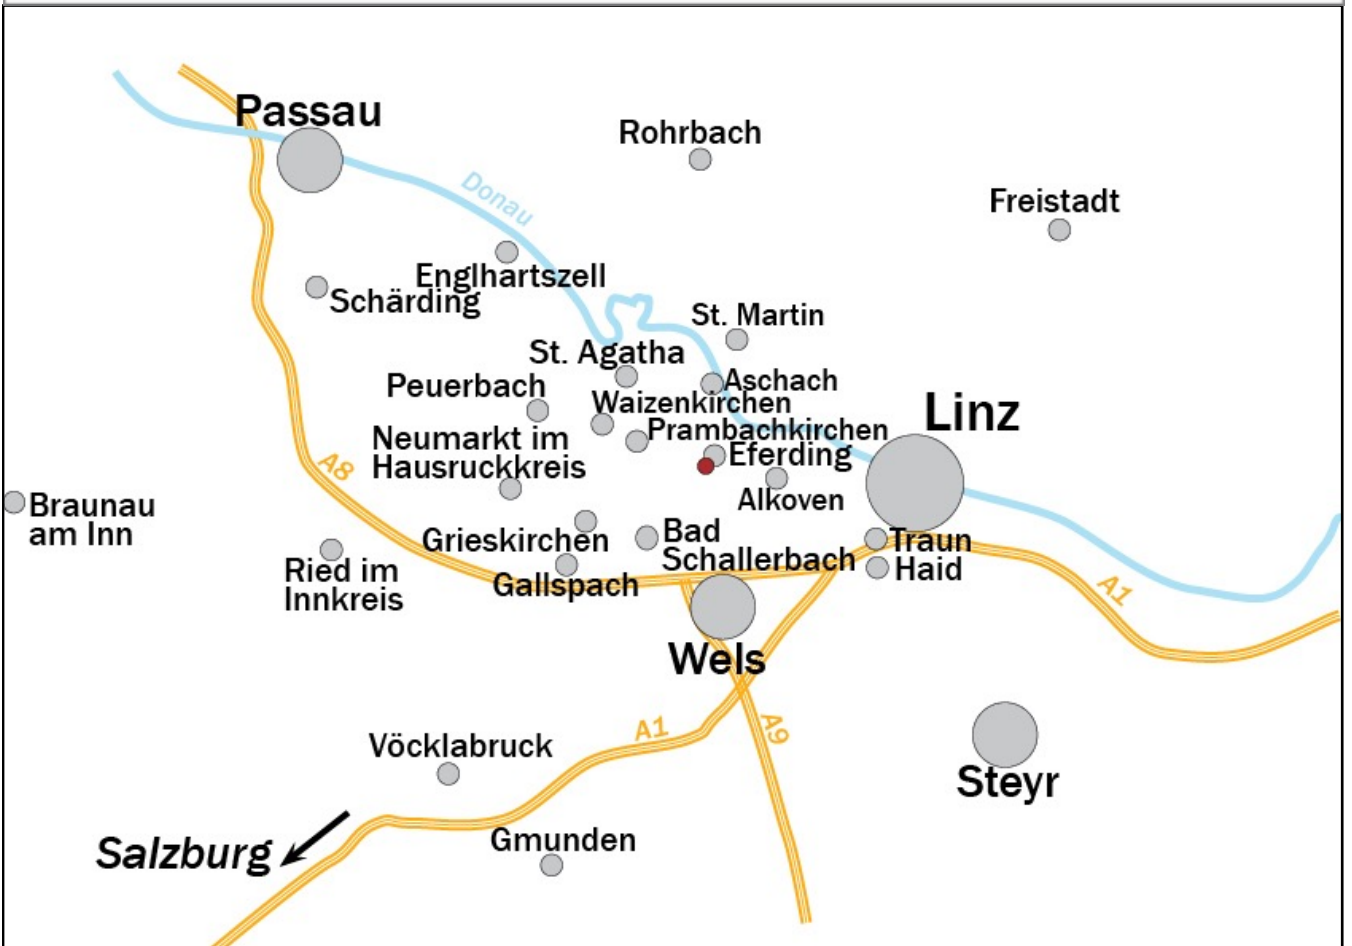 Passau
Rohrbach
Donau
Freistadt
Englhartszell
Schärding
St. Martin
St. Agatha
Aschach
Peuerbach
Waizenkirchen
Linz
Prambachkirchen
Neumarkt im
Hausruckkreis
Eferding
A8
Alkoven
Braunau
am Inn
Bad
Schallerbach
Grieskirchen
Traun
Haid
Ried im
Innkreis
Gallspach
A1
Wels
A1
A9
Vöcklabruck
Steyr
Salzburg
Gmunden